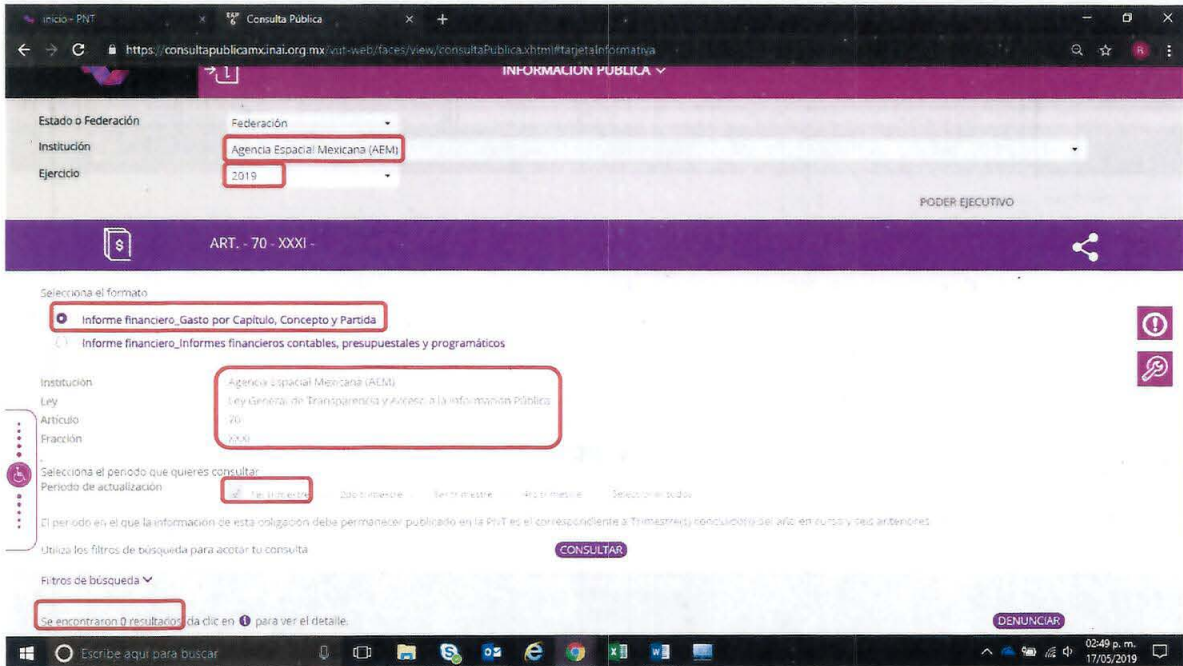 Inicio - PNT
Consulta Pública
https://consultapublicamx.inai.org.mx/vut-web/faces/view/consultaPublica.xhtml#tarjetaInformativa
R
INFORMACIÓN PÚBLICA
Estado o Federación
Federación
Institución
Agencia Espacial Mexicana (AEM)
Ejercicio
2019
PODER EJECUTIVO
$
ART. - 70 - XXXI -
Selecciona el formato
Informe financiero_Gasto por Capítulo, Concepto y Partida
Informe financiero_Informes financieros contables, presupuestales y programáticos
Institución
Agencia Espacial Mexicana (AEM)
Ley
Ley General de Transparencia y Acceso a la Información Pública
Artículo
70
Fracción
XXXI
Selecciona el periodo que quieres consultar
Periodo de actualización
1er trimestre 2do trimestre 3er trimestre 4to trimestre Seleccionar todos
El periodo en el que la información de esta obligación debe permanecer publicado en la PNT es el correspondiente a Trimestre(s) concluido(s) del año en curso y seis anteriores
Utiliza los filtros de búsqueda para acotar tu consulta
CONSULTAR
Filtros de búsqueda
Se encontraron 0 resultados, da clic en i para ver el detalle.
DENUNCIAR
Escribe aquí para buscar
02:49 p. m.
17/05/2019